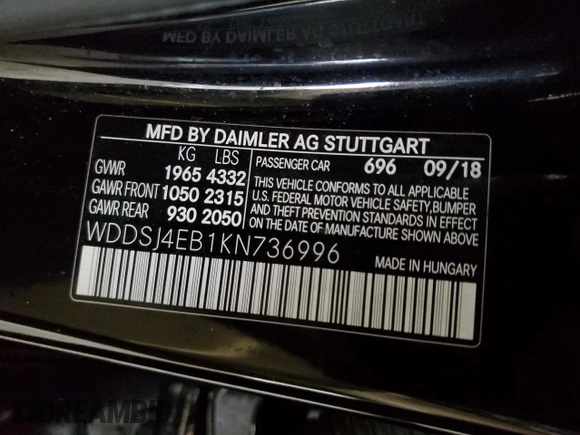 MFD BY DAIMLER AG STUTTGART
KG LBS
GVWR 1965 4332
GAWR FRONT 1050 2315
GAWR REAR 930 2050
PASSENGER CAR 696 09/18
THIS VEHICLE CONFORMS TO ALL APPLICABLE
U.S. FEDERAL MOTOR VEHICLE SAFETY,BUMPER
AND THEFT PREVENTION STANDARDS IN EFFECT
ON THE DATE OF MANUFACTURE SHOWN ABOVE
WDDSJ4EB1KN736996
MADE IN HUNGARY
DREAMBID